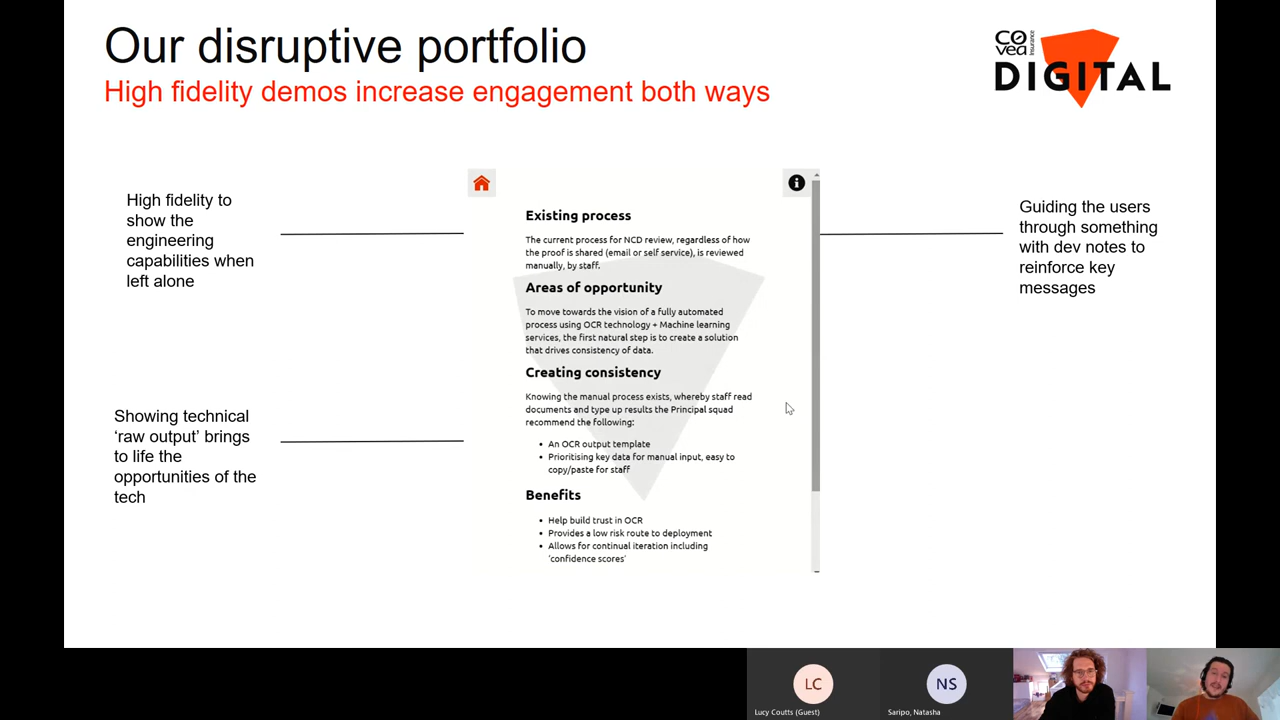 Our disruptive portfolio
High fidelity demos increase engagement both ways
COvea
Insurance
DIGITAL
High fidelity to
show the
engineering
capabilities when
left alone
Showing technical
‘raw output’ brings
to life the
opportunities of the
tech
Existing process
The current process for NCD review, regardless of how
the proof is shared (email or self service), is reviewed
manually, by staff.
Areas of opportunity
To move towards the vision of a fully automated
process using OCR technology + Machine learning
services, the first natural step is to create a solution
that drives consistency of data.
Creating consistency
Knowing the manual process exists, whereby staff read
documents and type up results the Principal squad
recommend the following:
• An OCR output template
• Prioritising key data for manual input, easy to
copy/paste for staff
Benefits
• Help build trust in OCR
• Provides a low risk route to deployment
• Allows for continual iteration including
'confidence scores'
Guiding the users
through something
with dev notes to
reinforce key
messages
LC
Lucy Coutts (Guest)
NS
Saripo, Natasha